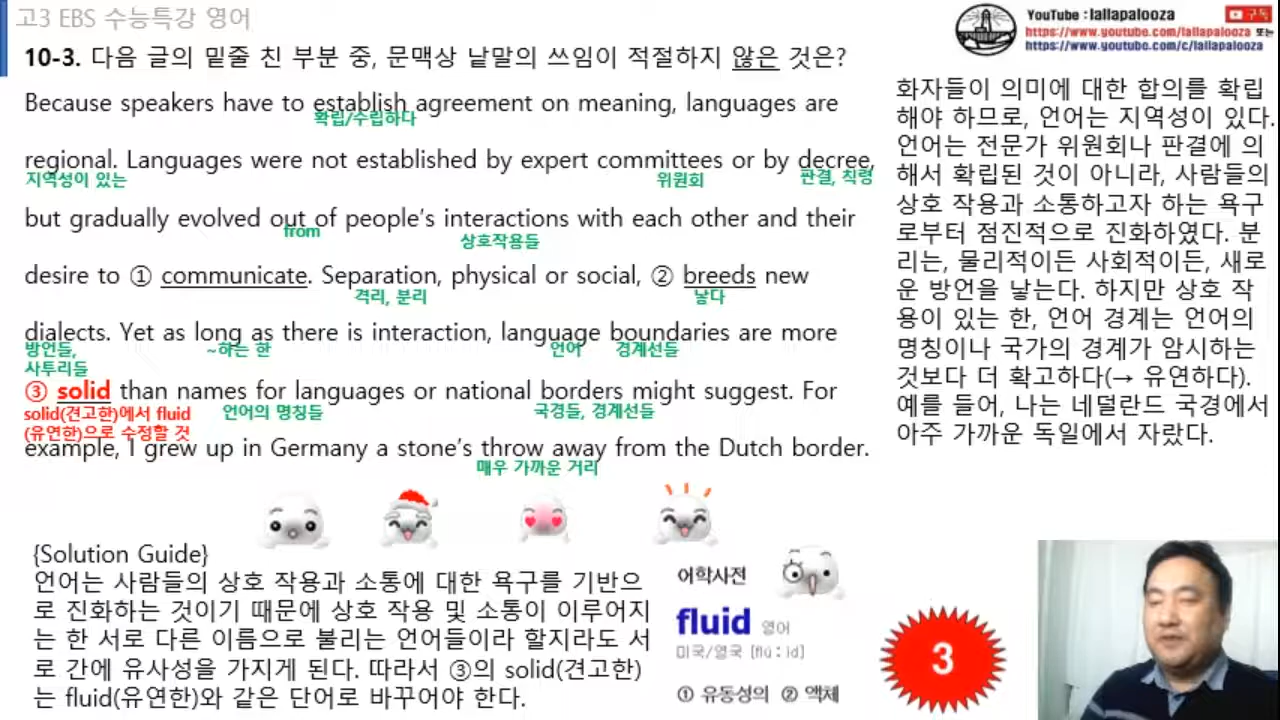 고3 EBS 수능특강 영어
YouTube : lallapalooza
구독
https://www.youtube.com/lallapalooza 또는
https://www.youtube.com/c/lallapalooza
10-3. 다음 글의 밑줄 친 부분 중, 문맥상 낱말의 쓰임이 적절하지 않은 것은?
Because speakers have to establish agreement on meaning, languages are
확립/수립하다
regional. Languages were not established by expert committees or by decree,
지역성이 있는 위원회 판결, 칙령
but gradually evolved out of people's interactions with each other and their
from 상호작용들
desire to ① communicate. Separation, physical or social, ② breeds new
격리, 분리 낳다
dialects. Yet as long as there is interaction, language boundaries are more
방언들, ~하는 한 언어 경계선들
사투리들
③ solid than names for languages or national borders might suggest. For
solid(견고한)에서 fluid 언어의 명칭들 국경들, 경계선들
(유연한)으로 수정할 것
example, I grew up in Germany a stone's throw away from the Dutch border.
매우 가까운 거리
화자들이 의미에 대한 합의를 확립
해야 하므로, 언어는 지역성이 있다.
언어는 전문가 위원회나 판결에 의
해서 확립된 것이 아니라, 사람들의
상호 작용과 소통하고자 하는 욕구
로부터 점진적으로 진화하였다. 분
리는, 물리적이든 사회적이든, 새로
운 방언을 낳는다. 하지만 상호 작
용이 있는 한, 언어 경계는 언어의
명칭이나 국가의 경계가 암시하는
것보다 더 확고하다(→ 유연하다).
예를 들어, 나는 네덜란드 국경에서
아주 가까운 독일에서 자랐다.
{Solution Guide}
언어는 사람들의 상호 작용과 소통에 대한 욕구를 기반으
로 진화하는 것이기 때문에 상호 작용 및 소통이 이루어지
는 한 서로 다른 이름으로 불리는 언어들이라 할지라도 서
로 간에 유사성을 가지게 된다. 따라서 ③의 solid(견고한)
는 fluid(유연한)와 같은 단어로 바꾸어야 한다.
어학사전
fluid 영어
미국/영국 [flúːid]
① 유동성의 ② 액체
3